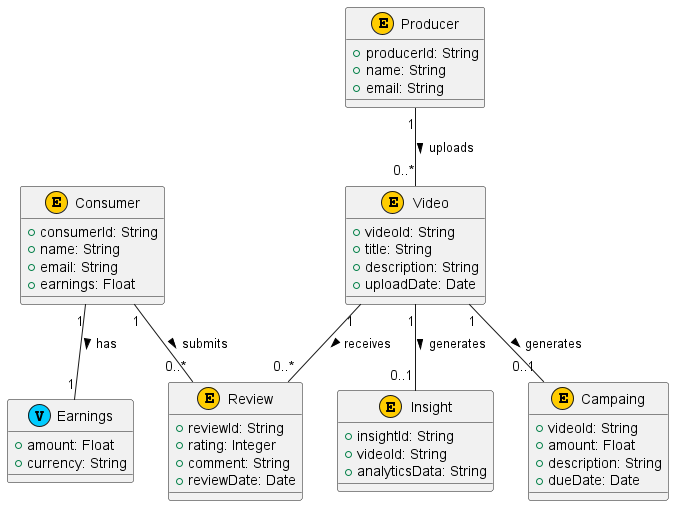 E Producer
producerId: String
name: String
email: String
1
uploads
0..*
E Consumer
consumerId: String
name: String
email: String
earnings: Float
E Video
videoId: String
title: String
description: String
uploadDate: Date
1
has
1
1
submits
0..*
1
receives
0..*
1
generates
0..1
1
generates
0..1
V Earnings
amount: Float
currency: String
E Review
reviewId: String
rating: Integer
comment: String
reviewDate: Date
E Insight
insightId: String
videoId: String
analyticsData: String
E Campaing
videoId: String
amount: Float
description: String
dueDate: Date